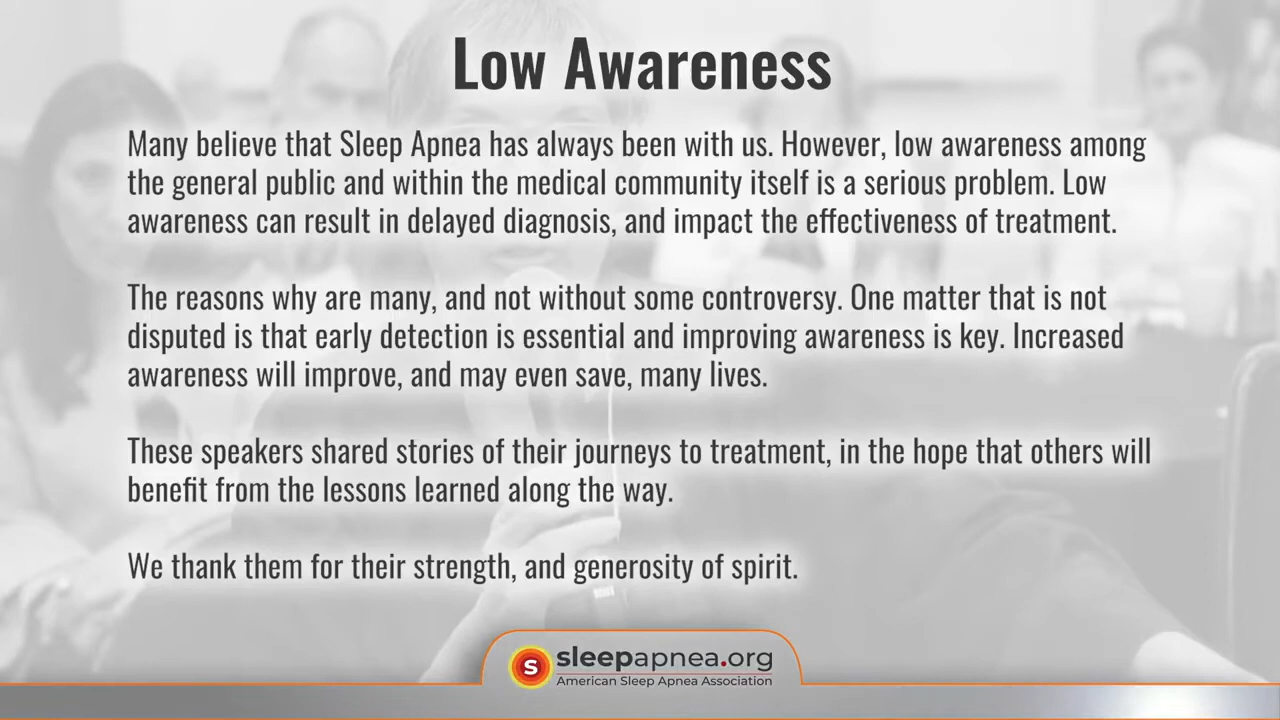 Low Awareness
Many believe that Sleep Apnea has always been with us. However, low awareness among
the general public and within the medical community itself is a serious problem. Low
awareness can result in delayed diagnosis, and impact the effectiveness of treatment.
The reasons why are many, and not without some controversy. One matter that is not
disputed is that early detection is essential and improving awareness is key. Increased
awareness will improve, and may even save, many lives.
These speakers shared stories of their journeys to treatment, in the hope that others will
benefit from the lessons learned along the way.
We thank them for their strength, and generosity of spirit.
S sleepapnea.org
American Sleep Apnea Association